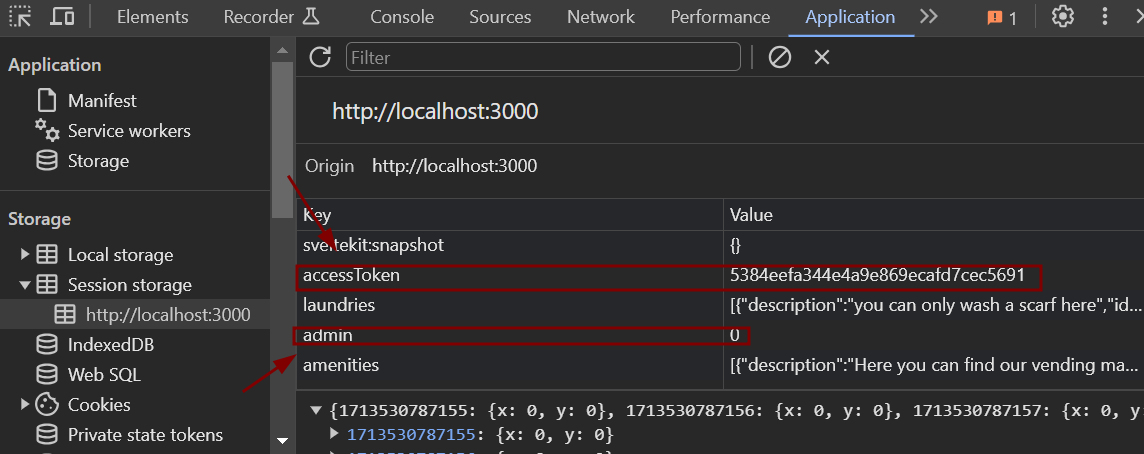 Elements Recorder Console Sources Network Performance Application 1
Application
Manifest
Service workers
Storage
Storage
Local storage
Session storage
http://localhost:3000
IndexedDB
Web SQL
Cookies
Private state tokens
Filter
http://localhost:3000
Origin http://localhost:3000
Key Value
sveltekit:snapshot {}
accessToken 5384eefa344e4a9e869ecafd7cec5691
laundries [{"description":"you can only wash a scarf here","id...
admin 0
amenities [{"description":"Here you can find our vending ma...
{1713530787155: {x: 0, y: 0}, 1713530787156: {x: 0, y: 0}, 1713530787157: {x: 0, y
1713530787155: {x: 0, y: 0}